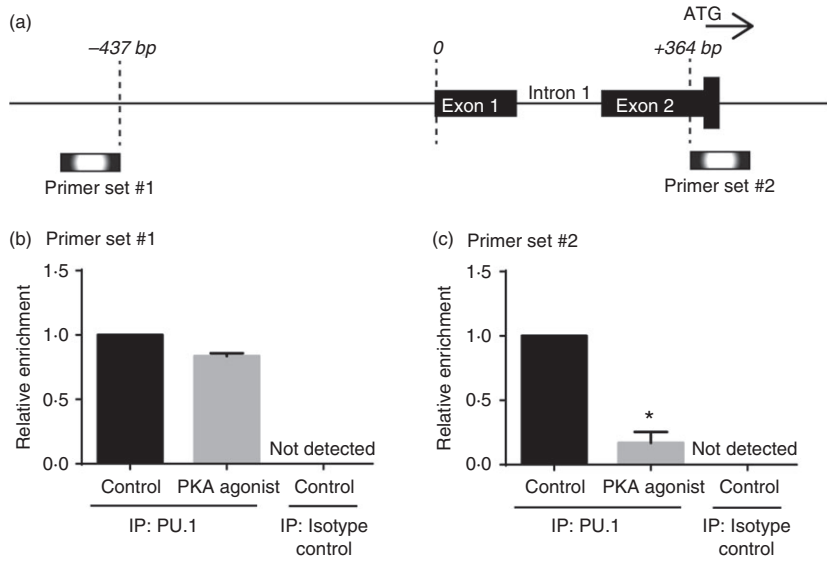 (a)
ATG
–437 bp
0
+364 bp
Exon 1
Intron 1
Exon 2
Primer set #1
Primer set #2
(b) Primer set #1
Relative enrichment
1·5
1·0
0·5
0·0
Not detected
Control
PKA agonist
Control
IP: PU.1
IP: Isotype
control
(c) Primer set #2
Relative enrichment
1·5
1·0
0·5
0·0
*
Not detected
Control
PKA agonist
Control
IP: PU.1
IP: Isotype
control